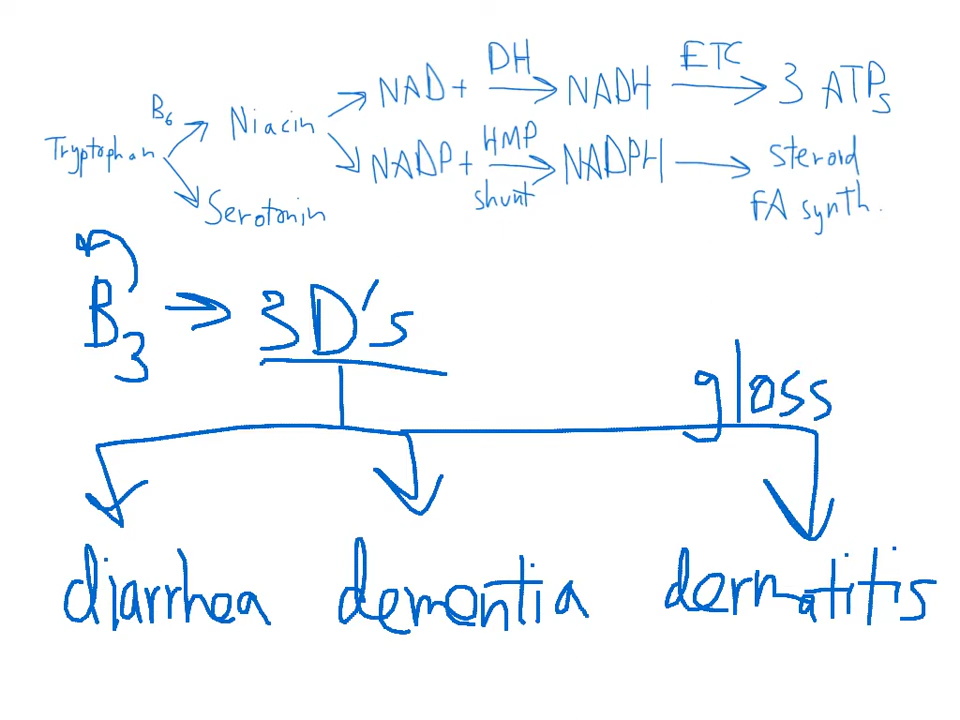 DH ETC
NAD+ → NADH → 3 ATPs
B6 Niacin
HMP
Tryptophan
NADP+ → NADPH → steroid
shunt FA synth.
Serotonin
B3 → 3D's
gloss
diarrhea dementia dermatitis